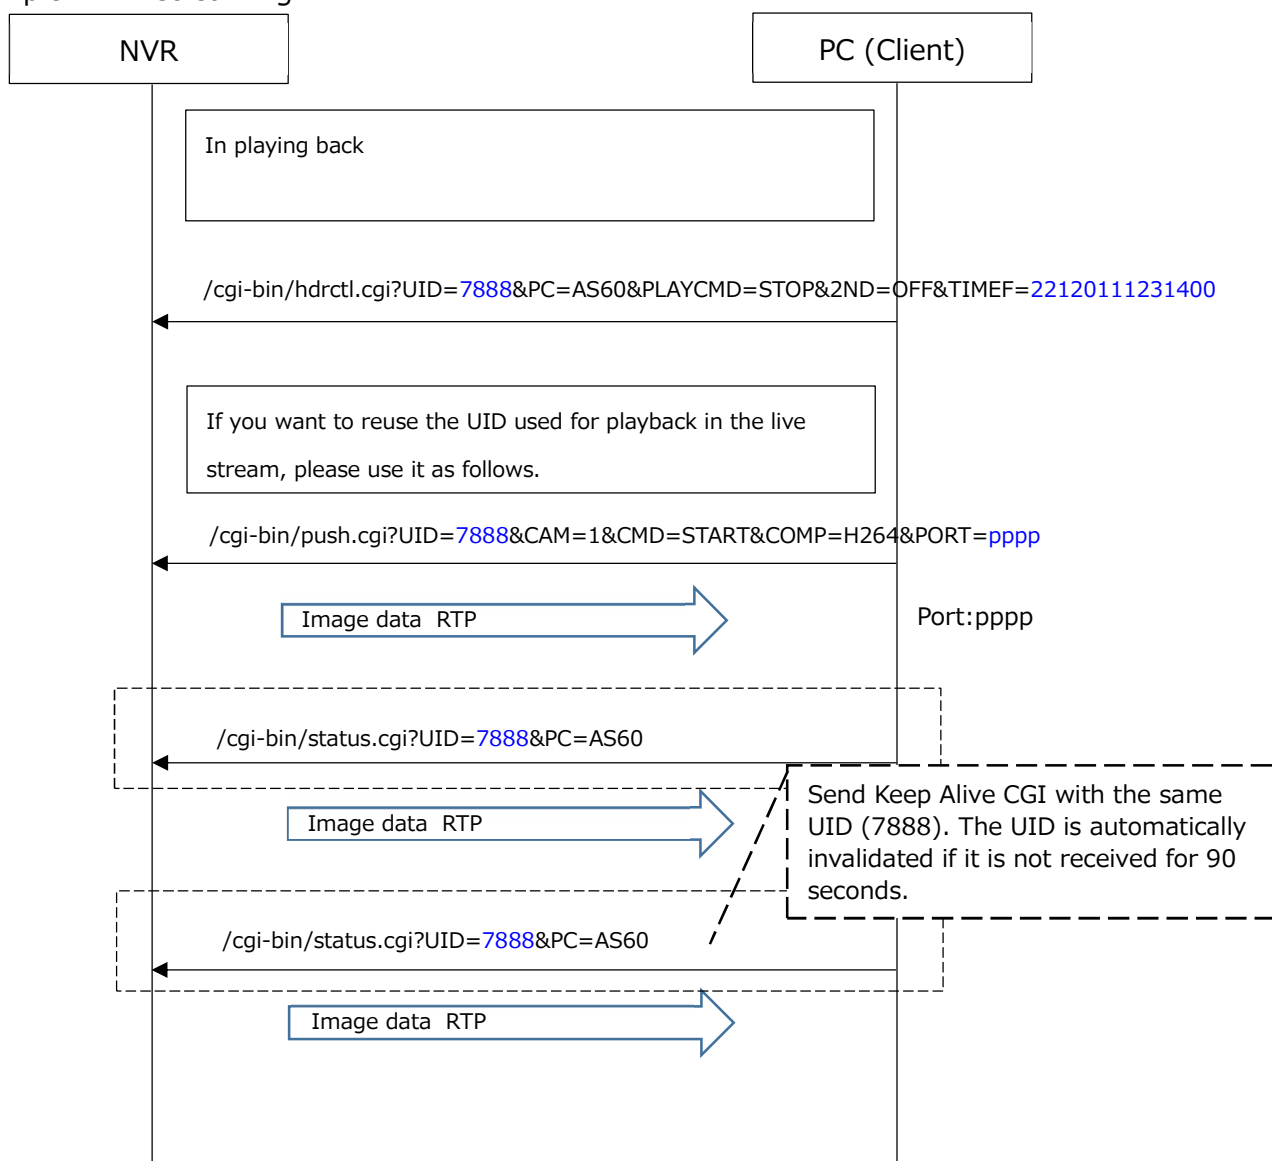 NVR
PC (Client)
In playing back
/cgi-bin/hdrctl.cgi?UID=7888&PC=AS60&PLAYCMD=STOP&2ND=OFF&TIMEF=22120111231400
If you want to reuse the UID used for playback in the live
stream, please use it as follows.
/cgi-bin/push.cgi?UID=7888&CAM=1&CMD=START&COMP=H264&PORT=pppp
Image data  RTP
Port:pppp
/cgi-bin/status.cgi?UID=7888&PC=AS60
Send Keep Alive CGI with the same
UID (7888). The UID is automatically
invalidated if it is not received for 90
seconds.
Image data  RTP
/cgi-bin/status.cgi?UID=7888&PC=AS60
Image data  RTP